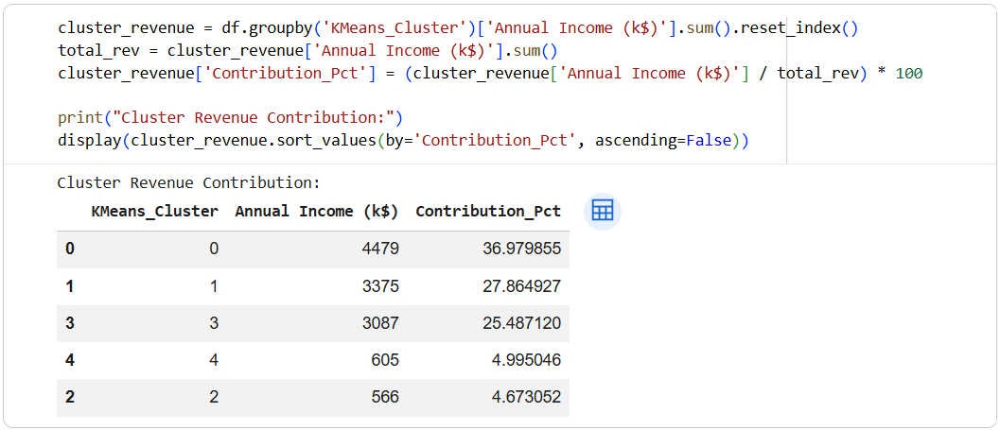 cluster_revenue = df.groupby('KMeans_Cluster')['Annual Income (k$)'].sum().reset_index()
total_rev = cluster_revenue['Annual Income (k$)'].sum()
cluster_revenue['Contribution_Pct'] = (cluster_revenue['Annual Income (k$)'] / total_rev) * 100
print("Cluster Revenue Contribution:")
display(cluster_revenue.sort_values(by='Contribution_Pct', ascending=False))
Cluster Revenue Contribution:
KMeans_Cluster Annual Income (k$) Contribution_Pct
0 0 4479 36.979855
1 1 3375 27.864927
3 3 3087 25.487120
4 4 605 4.995046
2 2 566 4.673052